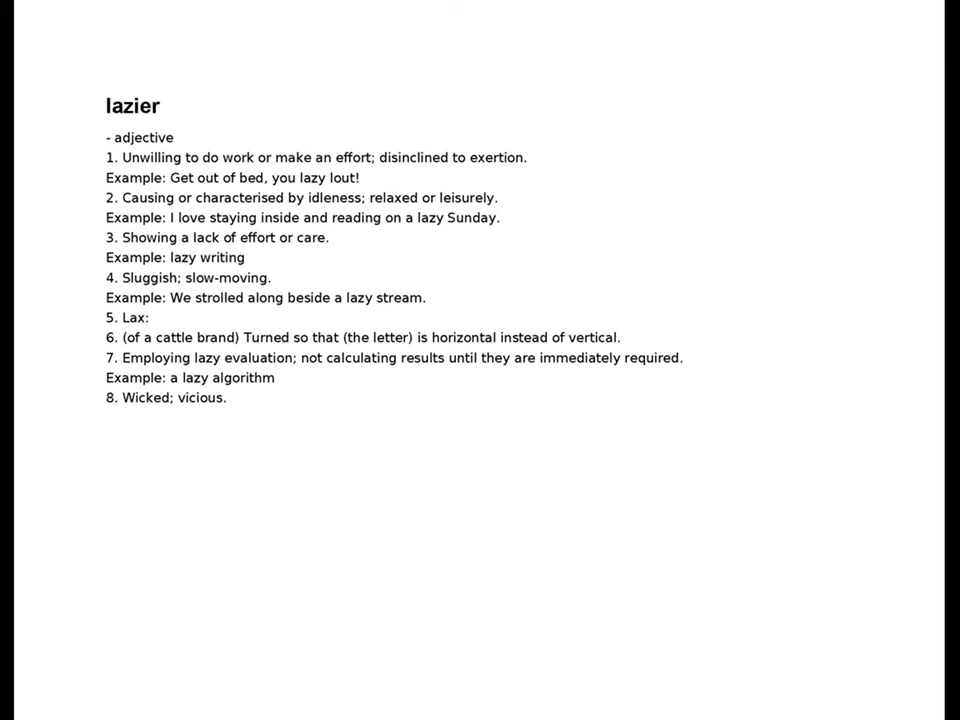 lazier
- adjective
1. Unwilling to do work or make an effort; disinclined to exertion.
Example: Get out of bed, you lazy lout!
2. Causing or characterised by idleness; relaxed or leisurely.
Example: I love staying inside and reading on a lazy Sunday.
3. Showing a lack of effort or care.
Example: lazy writing
4. Sluggish; slow-moving.
Example: We strolled along beside a lazy stream.
5. Lax:
6. (of a cattle brand) Turned so that (the letter) is horizontal instead of vertical.
7. Employing lazy evaluation; not calculating results until they are immediately required.
Example: a lazy algorithm
8. Wicked; vicious.